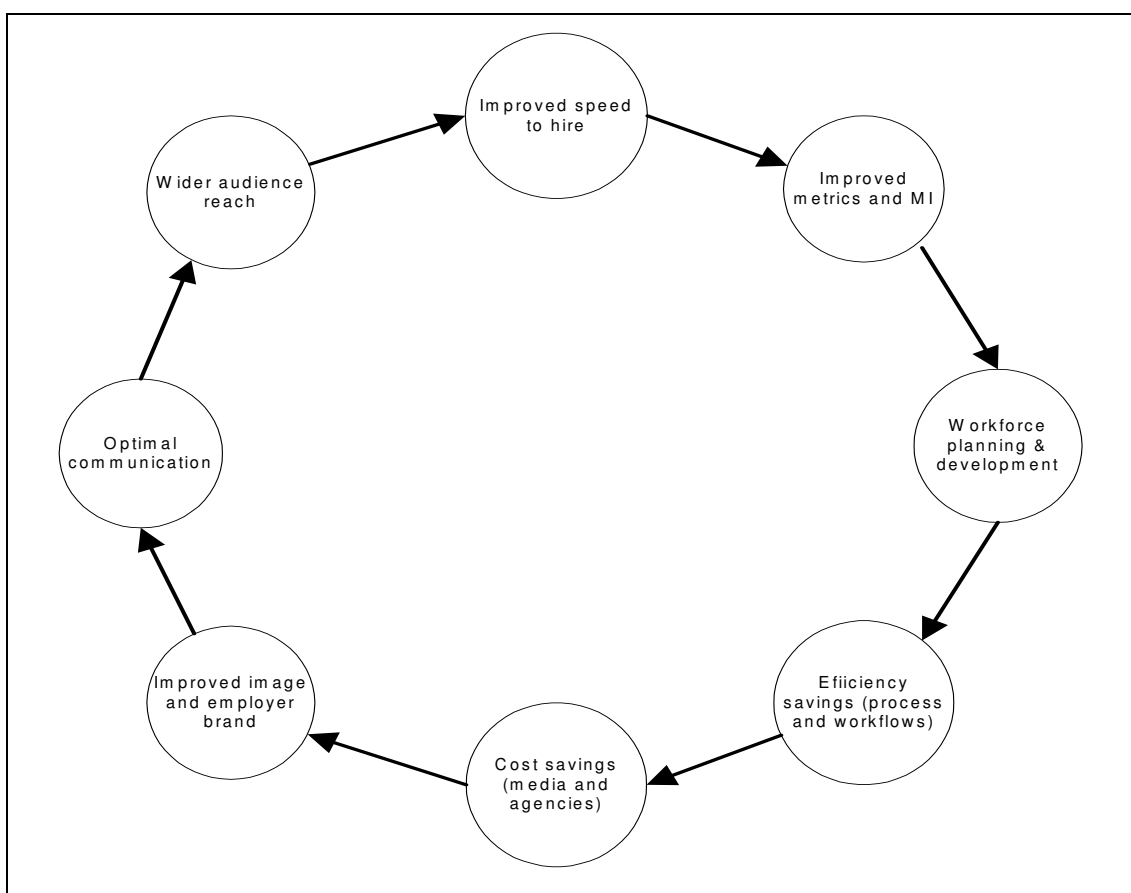 Improved speed
to hire
Improved
metrics and MI
Workforce
planning &
development
Efiiciency
savings (process
and workflows)
Cost savings
(media and
agencies)
Improved image
and employer
brand
Optimal
communication
Wider audience
reach